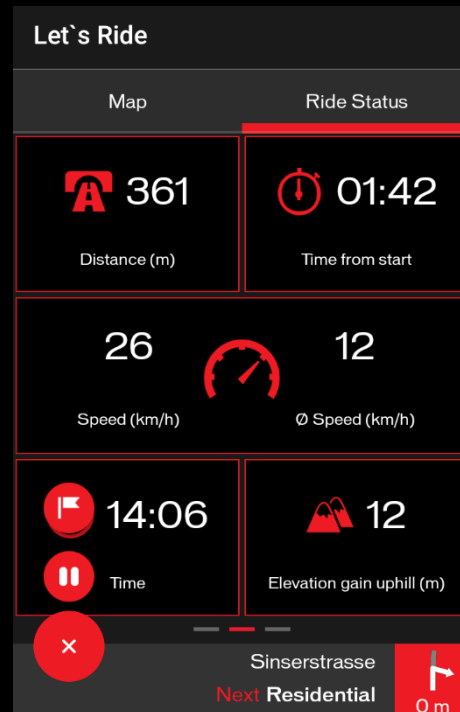 Let`s Ride
Map
Ride Status
361
Distance (m)
01:42
Time from start
26
Speed (km/h)
12
Ø Speed (km/h)
14:06
Time
12
Elevation gain uphill (m)
Sinserstrasse
Next Residential
0 m